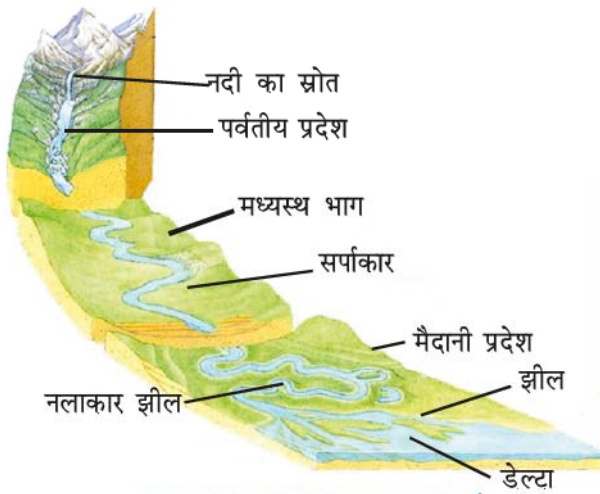 नदी का स्रोत
पर्वतीय प्रदेश
मध्यस्थ भाग
सर्पाकार
मैदानी प्रदेश
झील
नलाकार झील
डेल्टा